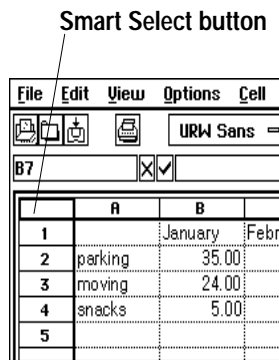 Smart Select button
File Edit View Options Cell
URW Sans
B7
A B
1 January Febr
2 parking 35.00
3 moving 24.00
4 snacks 5.00
5